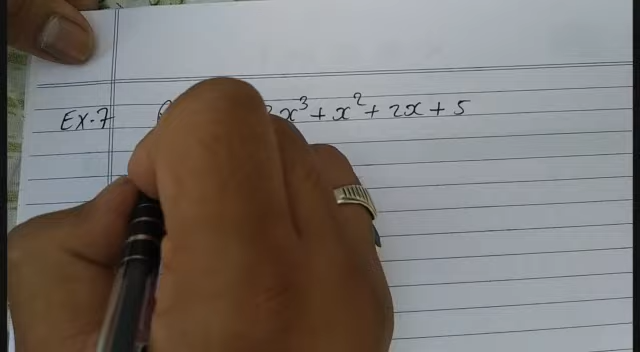 Ex.7 x³ + x² + 2x + 5